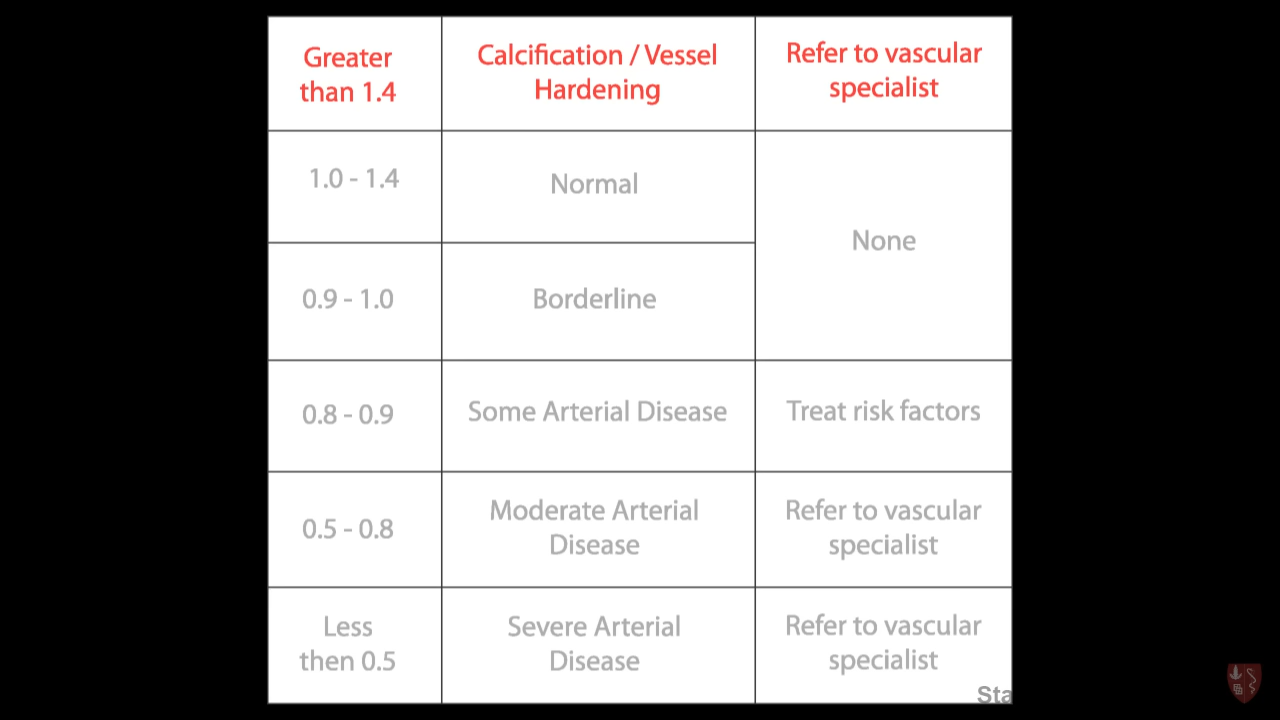 Greater
than 1.4
Calcification / Vessel
Hardening
Refer to vascular
specialist
1.0 - 1.4
Normal
None
0.9 - 1.0
Borderline
0.8 - 0.9
Some Arterial Disease
Treat risk factors
0.5 - 0.8
Moderate Arterial
Disease
Refer to vascular
specialist
Less
then 0.5
Severe Arterial
Disease
Refer to vascular
specialist
Sta